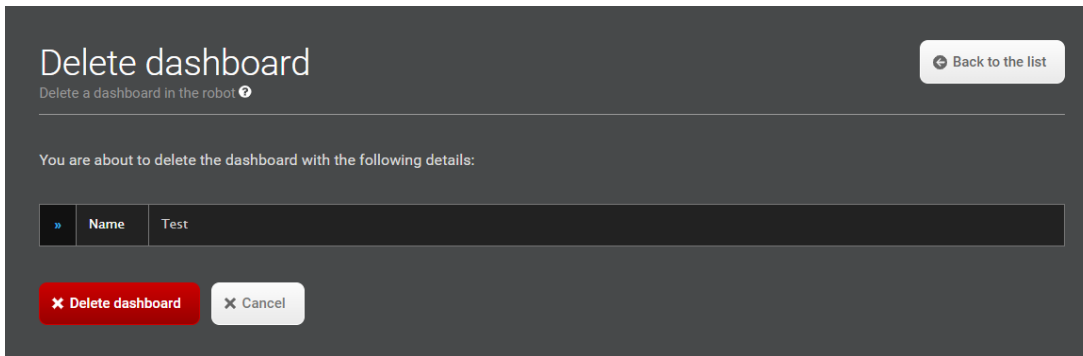 Delete dashboard
Back to the list
Delete a dashboard in the robot ?
You are about to delete the dashboard with the following details:
» Name Test
Delete dashboard Cancel